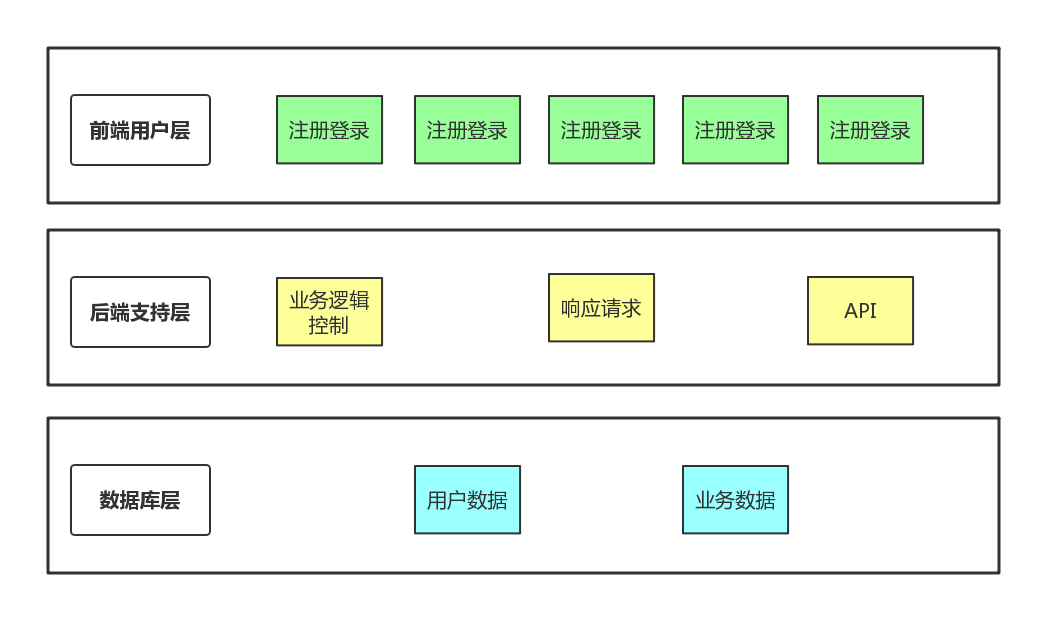 前端用户层
注册登录
注册登录
注册登录
注册登录
注册登录
后端支持层
业务逻辑
控制
响应请求
API
数据库层
用户数据
业务数据